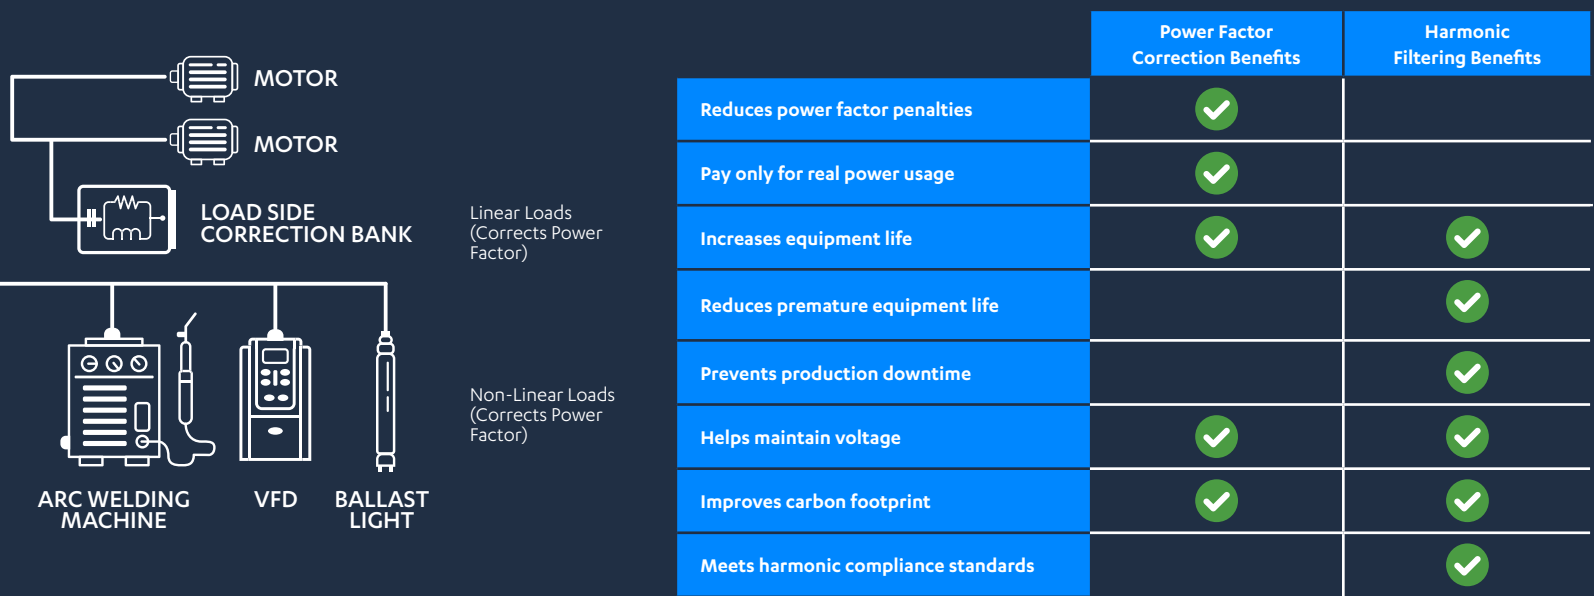 MOTOR
MOTOR
LOAD SIDE
CORRECTION BANK
Linear Loads
(Corrects Power
Factor)
ARC WELDING
MACHINE
VFD
BALLAST
LIGHT
Non-Linear Loads
(Corrects Power
Factor)
Power Factor
Correction Benefits
Harmonic
Filtering Benefits
Reduces power factor penalties
Pay only for real power usage
Increases equipment life
Reduces premature equipment life
Prevents production downtime
Helps maintain voltage
Improves carbon footprint
Meets harmonic compliance standards